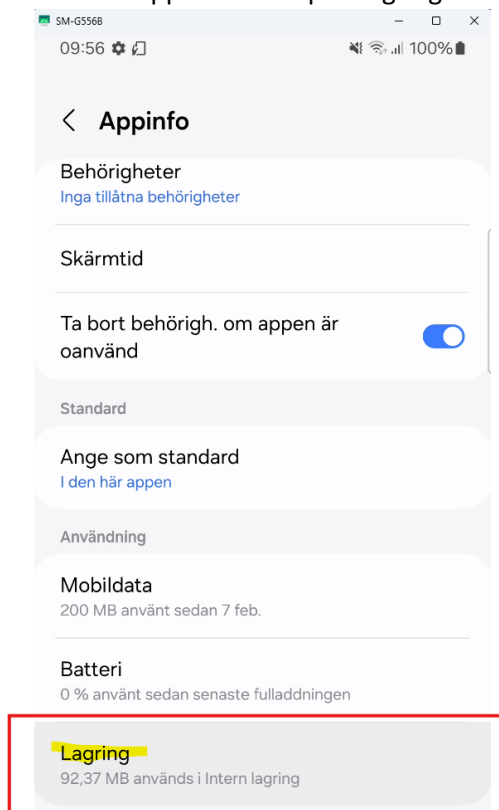 SM-G556B
09:56 100%
Appinfo
Behörigheter
Inga tillåtna behörigheter
Skärmtid
Ta bort behörigh. om appen är
oanvänd
Standard
Ange som standard
I den här appen
Användning
Mobildata
200 MB använt sedan 7 feb.
Batteri
0 % använt sedan senaste fulladdningen
Lagring
92,37 MB används i Intern lagring